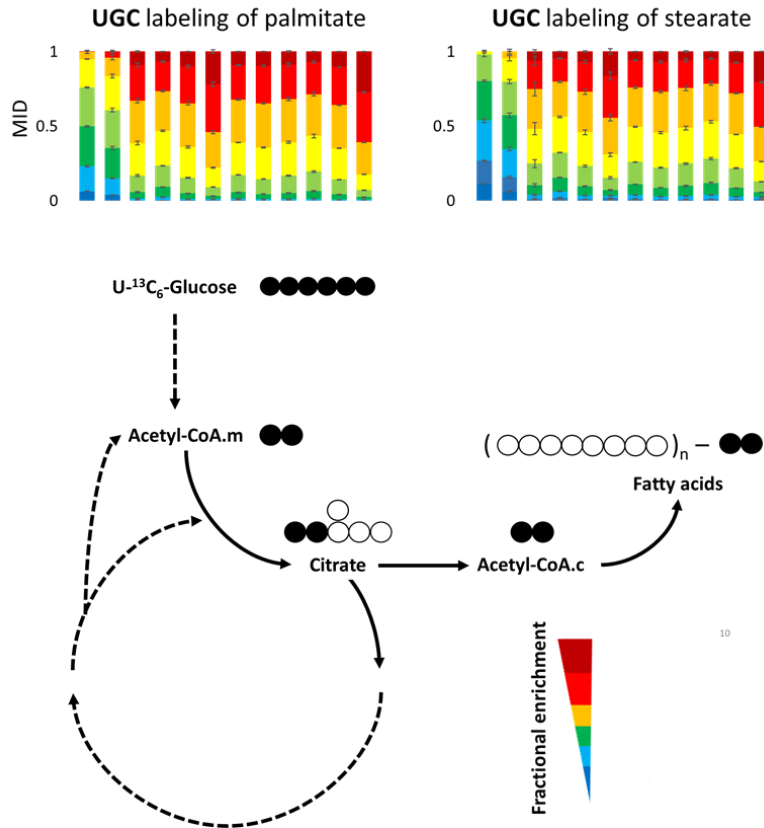 UGC labeling of palmitate
UGC labeling of stearate
1
0.5
0
MID
1
0.5
0
U-¹³C₆-Glucose
Acetyl-CoA.m
( )n –
Fatty acids
Citrate
Acetyl-CoA.c
Fractional enrichment
10